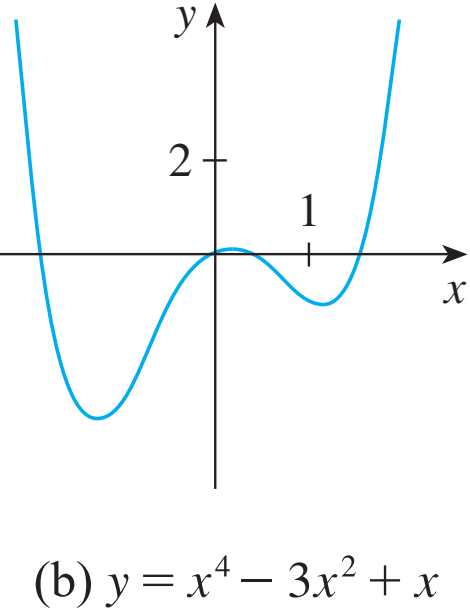 y
2
1
x
(b) y = x⁴ – 3x² + x